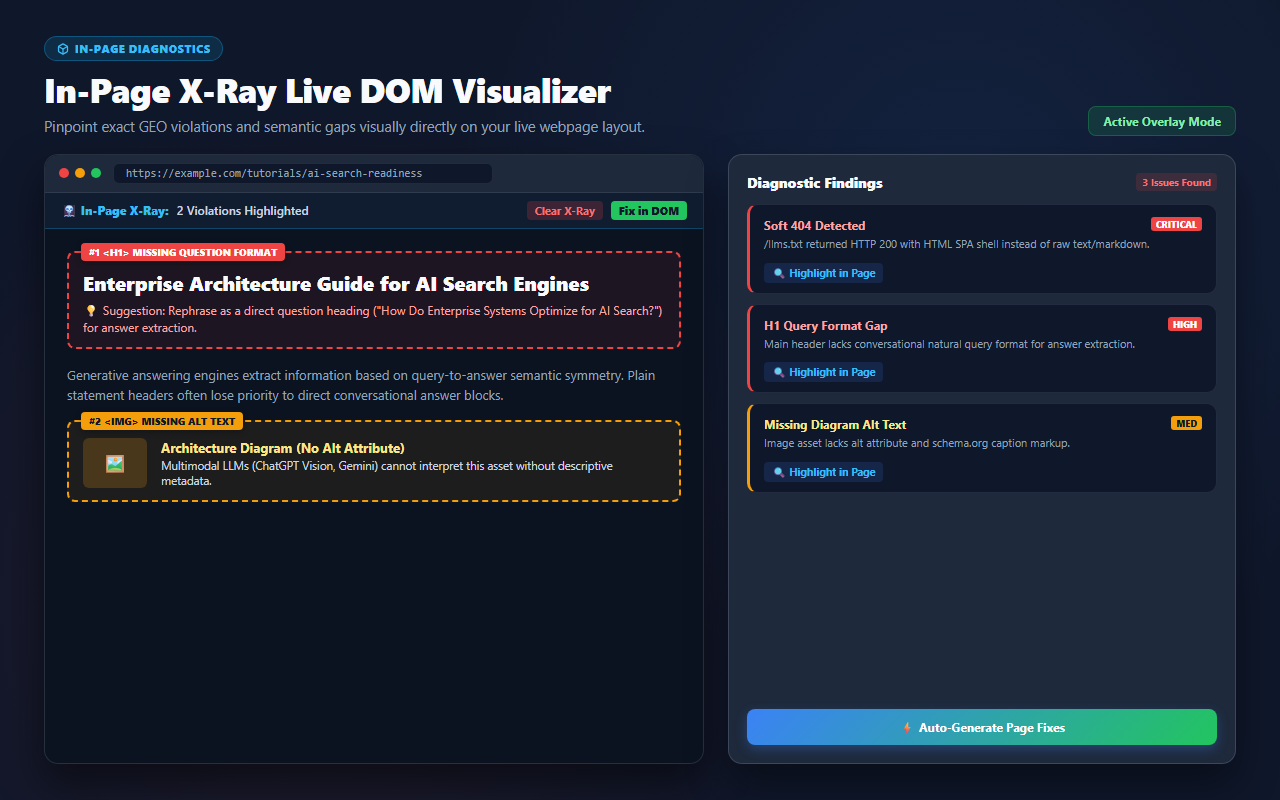 IN-PAGE DIAGNOSTICS
In-Page X-Ray Live DOM Visualizer
Pinpoint exact GEO violations and semantic gaps visually directly on your live webpage layout.
Active Overlay Mode
https://example.com/tutorials/ai-search-readiness
In-Page X-Ray: 2 Violations Highlighted
Clear X-Ray
Fix in DOM
#1 <H1> MISSING QUESTION FORMAT
Enterprise Architecture Guide for AI Search Engines
Suggestion: Rephrase as a direct question heading ("How Do Enterprise Systems Optimize for AI Search?")
for answer extraction.
Generative answering engines extract information based on query-to-answer semantic symmetry. Plain
statement headers often lose priority to direct conversational answer blocks.
#2 <IMG> MISSING ALT TEXT
Architecture Diagram (No Alt Attribute)
Multimodal LLMs (ChatGPT Vision, Gemini) cannot interpret this asset without descriptive
metadata.
Diagnostic Findings
3 Issues Found
Soft 404 Detected
CRITICAL
/llms.txt returned HTTP 200 with HTML SPA shell instead of raw text/markdown.
Highlight in Page
H1 Query Format Gap
HIGH
Main header lacks conversational natural query format for answer extraction.
Highlight in Page
Missing Diagram Alt Text
MED
Image asset lacks alt attribute and schema.org caption markup.
Highlight in Page
Auto-Generate Page Fixes